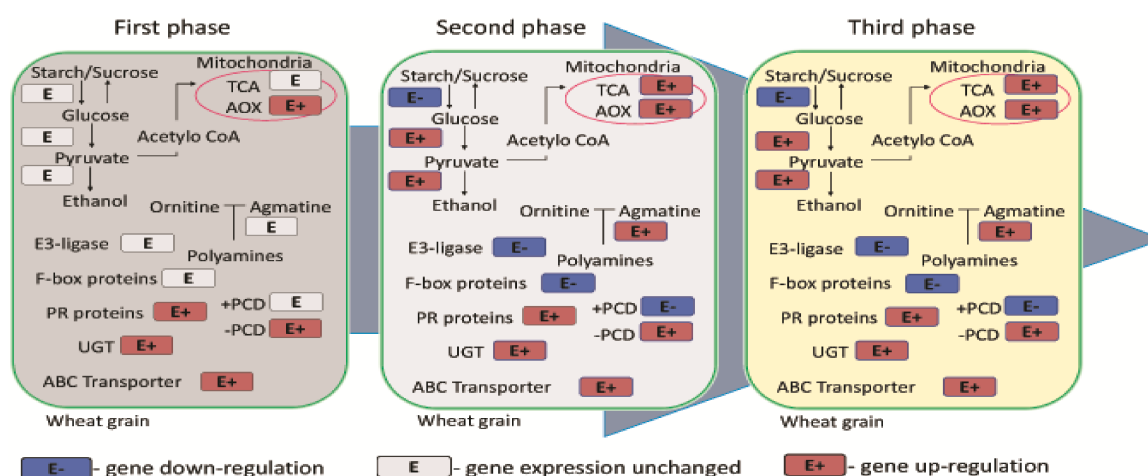 First phase
Starch/Sucrose
E
Glucose
E
Pyruvate
E
Ethanol
Mitochondria
TCA E
AOX E+
Acetylo CoA
Ornitine Agmatine
E
Polyamines
E3-ligase E
F-box proteins E
PR proteins E+
+PCD E
-PCD E+
UGT E+
ABC Transporter E+
Wheat grain
Second phase
Starch/Sucrose
E-
Glucose
E+
Pyruvate
E+
Ethanol
Mitochondria
TCA E+
AOX E+
Acetylo CoA
Ornitine Agmatine
E+
Polyamines
E3-ligase E-
F-box proteins E-
PR proteins E+
+PCD E-
-PCD E+
UGT E+
ABC Transporter E+
Wheat grain
Third phase
Starch/Sucrose
E-
Glucose
E+
Pyruvate
E+
Ethanol
Mitochondria
TCA E+
AOX E+
Acetylo CoA
Ornitine Agmatine
E+
Polyamines
E3-ligase E-
F-box proteins E-
PR proteins E+
+PCD E-
-PCD E+
UGT E+
ABC Transporter E+
Wheat grain
E- - gene down-regulation E - gene expression unchanged E+ - gene up-regulation